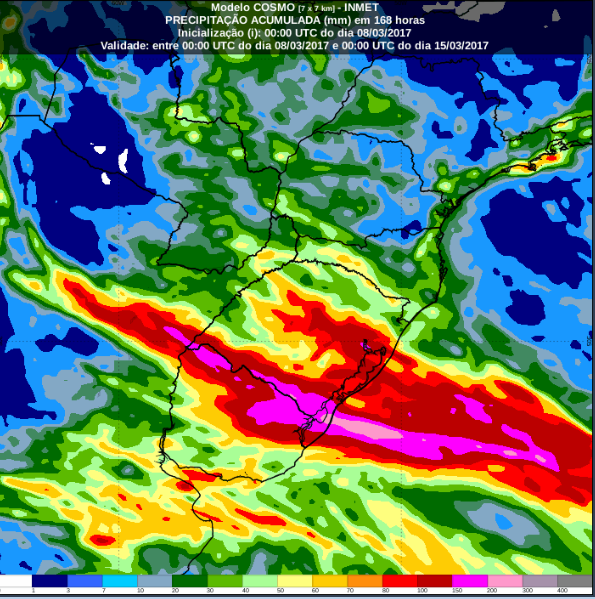 Modelo COSMO [7 x 7 km] - INMET
PRECIPITAÇÃO ACUMULADA (mm) em 168 horas
Inicialização (i): 00:00 UTC do dia 08/03/2017
Validade: entre 00:00 UTC do dia 08/03/2017 e 00:00 UTC do dia 15/03/2017
1 3 7 10 20 30 40 50 60 70 80 100 150 200 300 400